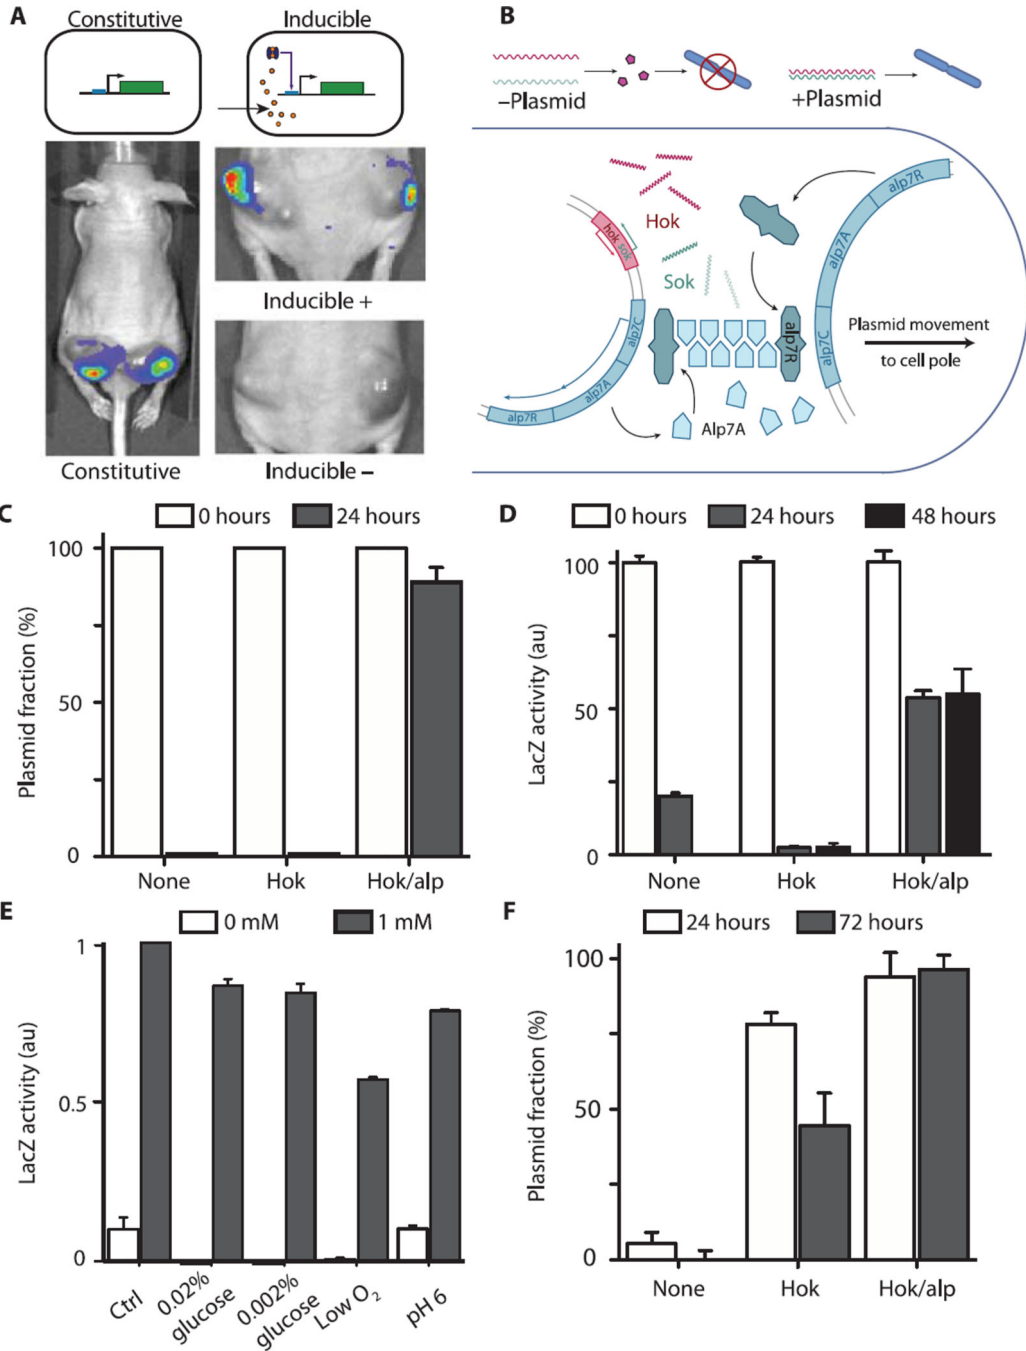 A
Constitutive
Inducible
Inducible +
Constitutive
Inducible –
B
–Plasmid
+Plasmid
Hok
hok
sok
Sok
alp7C
alp7A
alp7R
alp7R
alp7R
alp7A
alp7C
Alp7A
Plasmid movement
to cell pole
C
0 hours
24 hours
Plasmid fraction (%)
100
50
0
None
Hok
Hok/alp
D
0 hours
24 hours
48 hours
LacZ activity (au)
100
50
0
None
Hok
Hok/alp
E
0 mM
1 mM
LacZ activity (au)
1
0.5
0
Ctrl
0.02%
glucose
0.002%
glucose
Low O2
pH 6
F
24 hours
72 hours
Plasmid fraction (%)
100
50
0
None
Hok
Hok/alp